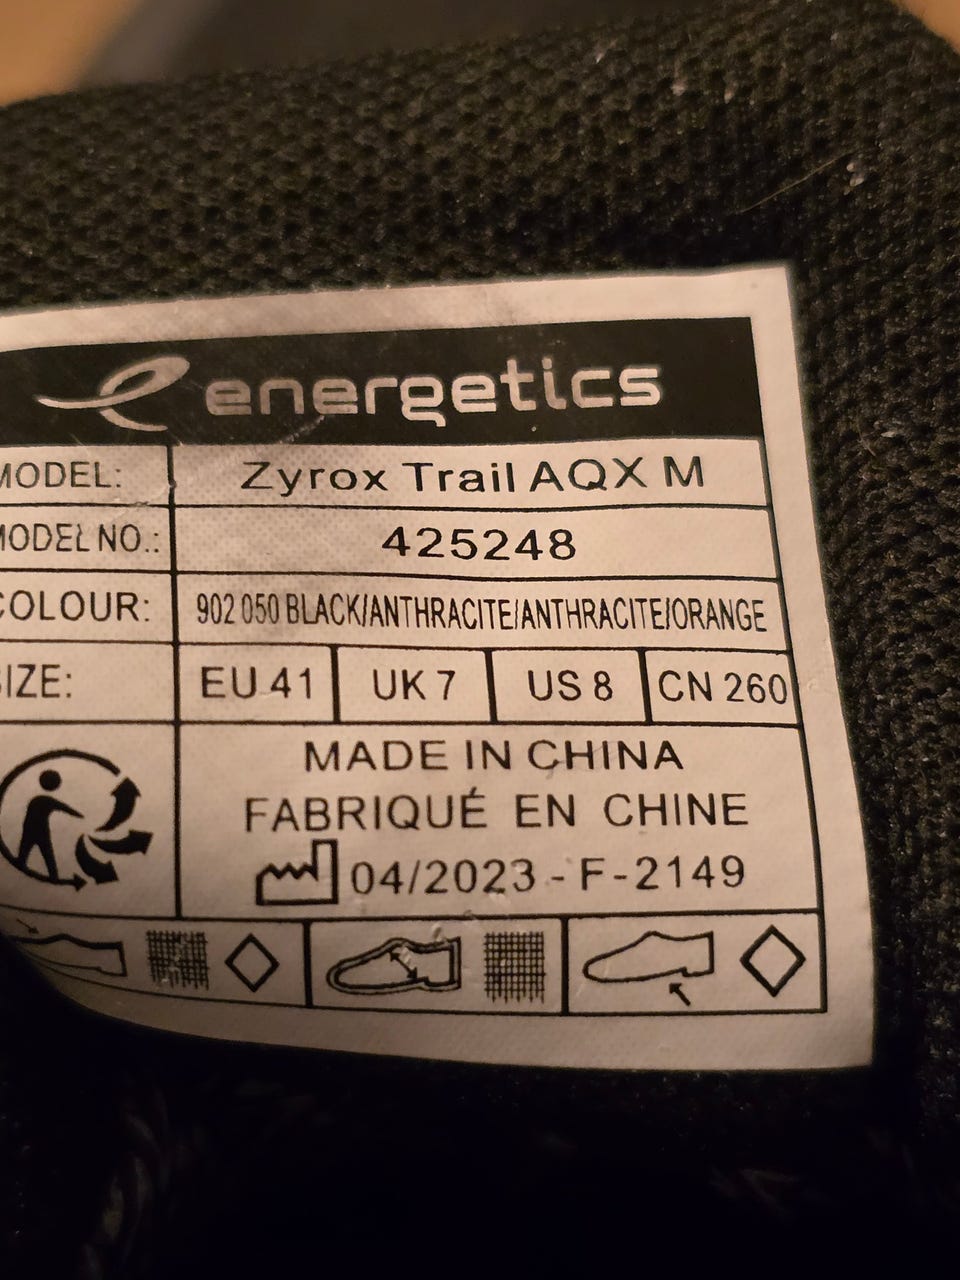 energetics
MODEL: Zyrox Trail AQX M
MODEL NO.: 425248
COLOUR: 902 050 BLACK/ANTHRACITE/ANTHRACITE/ORANGE
SIZE: EU 41 UK 7 US 8 CN 260
MADE IN CHINA
FABRIQUÉ EN CHINE
04/2023 - F - 2149